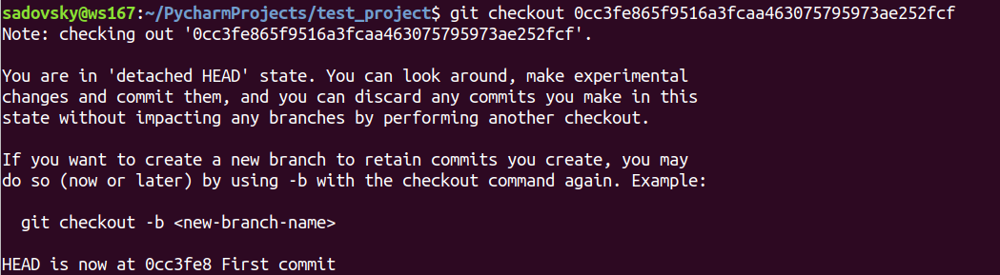 sadovsky@ws167:~/PycharmProjects/test_project$ git checkout 0cc3fe865f9516a3fcaa463075795973ae252fcf
Note: checking out '0cc3fe865f9516a3fcaa463075795973ae252fcf'.
You are in 'detached HEAD' state. You can look around, make experimental
changes and commit them, and you can discard any commits you make in this
state without impacting any branches by performing another checkout.
If you want to create a new branch to retain commits you create, you may
do so (now or later) by using -b with the checkout command again. Example:
git checkout -b <new-branch-name>
HEAD is now at 0cc3fe8 First commit